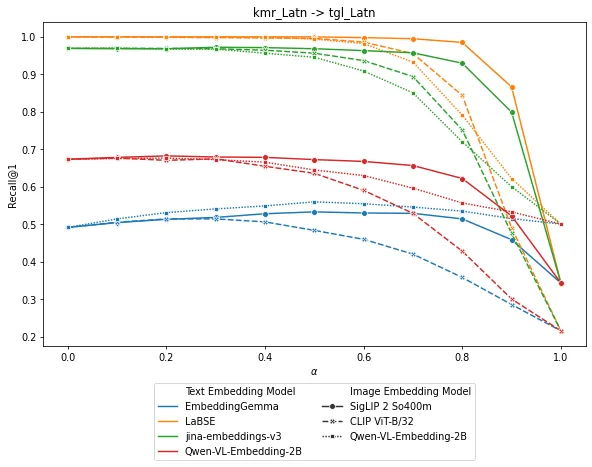 kmr_Latn -> tgl_Latn
Recall@1
1.0
0.9
0.8
0.7
0.6
0.5
0.4
0.3
0.2
0.0 0.2 0.4 0.6 0.8 1.0
α
Text Embedding Model
EmbeddingGemma
LaBSE
jina-embeddings-v3
Qwen-VL-Embedding-2B
Image Embedding Model
SigLIP 2 So400m
CLIP ViT-B/32
Qwen-VL-Embedding-2B